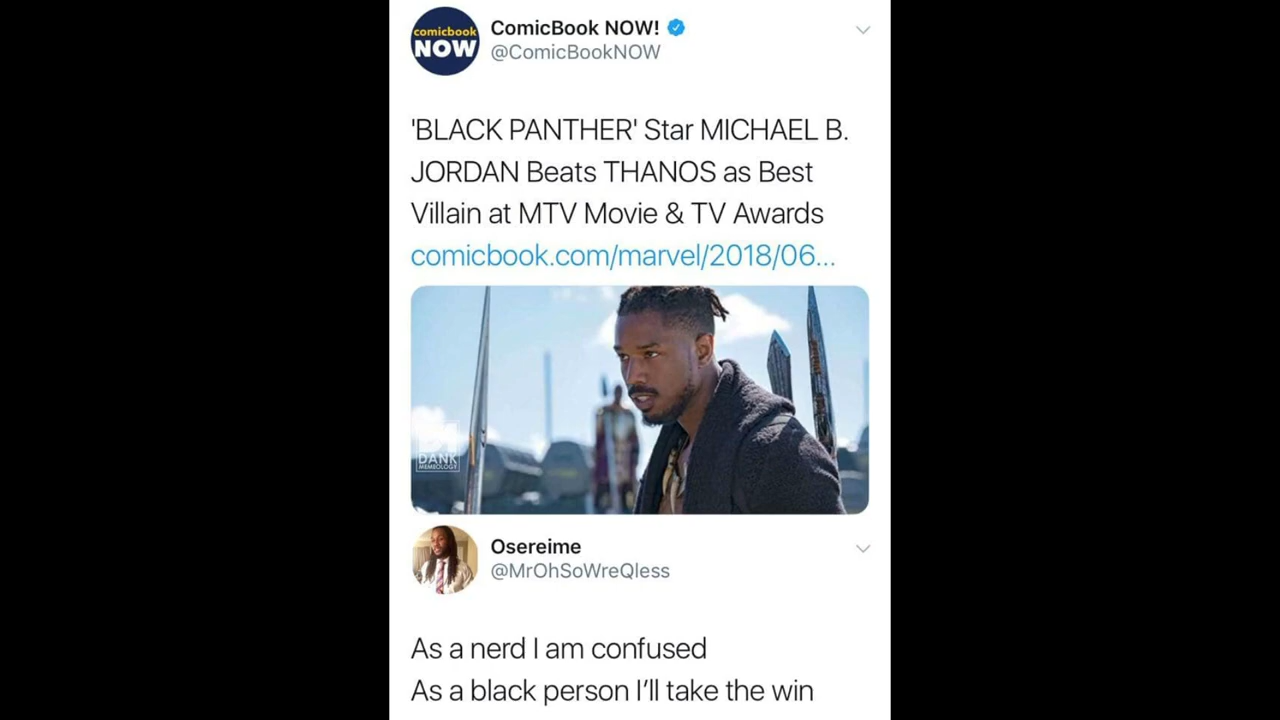 comicbook
NOW
ComicBook NOW!
@ComicBookNOW
'BLACK PANTHER' Star MICHAEL B.
JORDAN Beats THANOS as Best
Villain at MTV Movie & TV Awards
comicbook.com/marvel/2018/06...
DANK
MEMEOLOGY
Osereime
@MrOhSoWreQless
As a nerd I am confused
As a black person I'll take the win